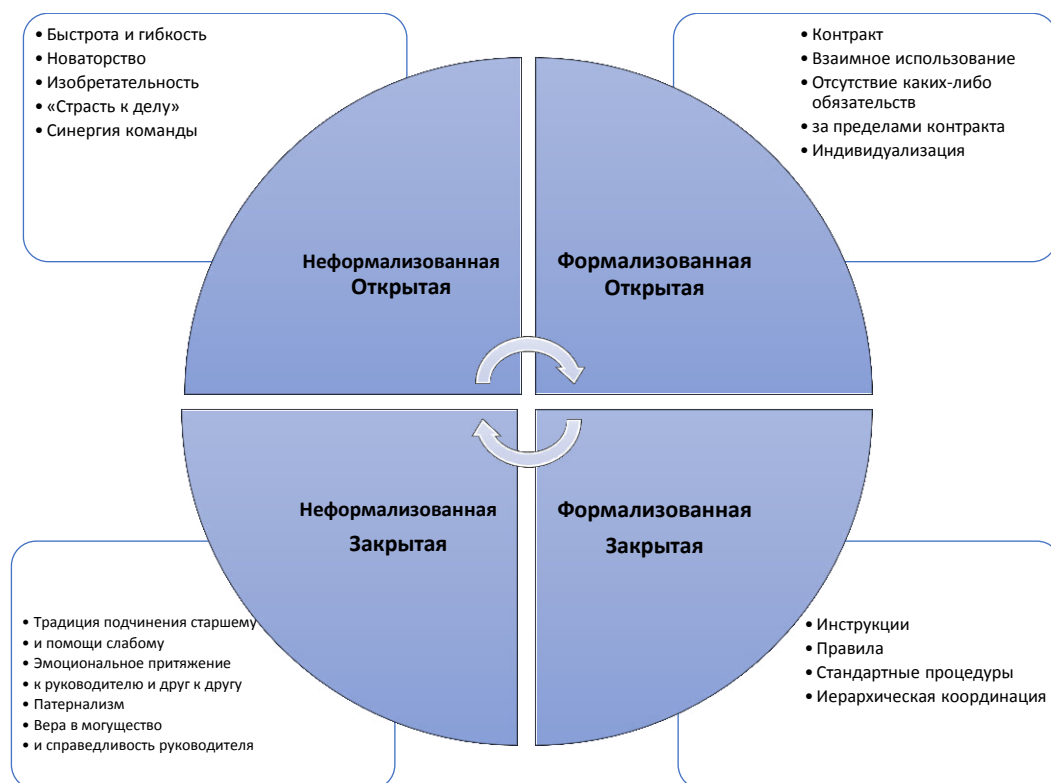 • Быстрота и гибкость
• Новаторство
• Изобретательность
• «Страсть к делу»
• Синергия команды
• Контракт
• Взаимное использование
• Отсутствие каких-либо
обязательств
• за пределами контракта
• Индивидуализация
Неформализованная
Открытая
Формализованная
Открытая
Неформализованная
Закрытая
Формализованная
Закрытая
• Традиция подчинения старшему
• и помощи слабому
• Эмоциональное притяжение
• к руководителю и друг к другу
• Патернализм
• Вера в могущество
• и справедливость руководителя
• Инструкции
• Правила
• Стандартные процедуры
• Иерархическая координация